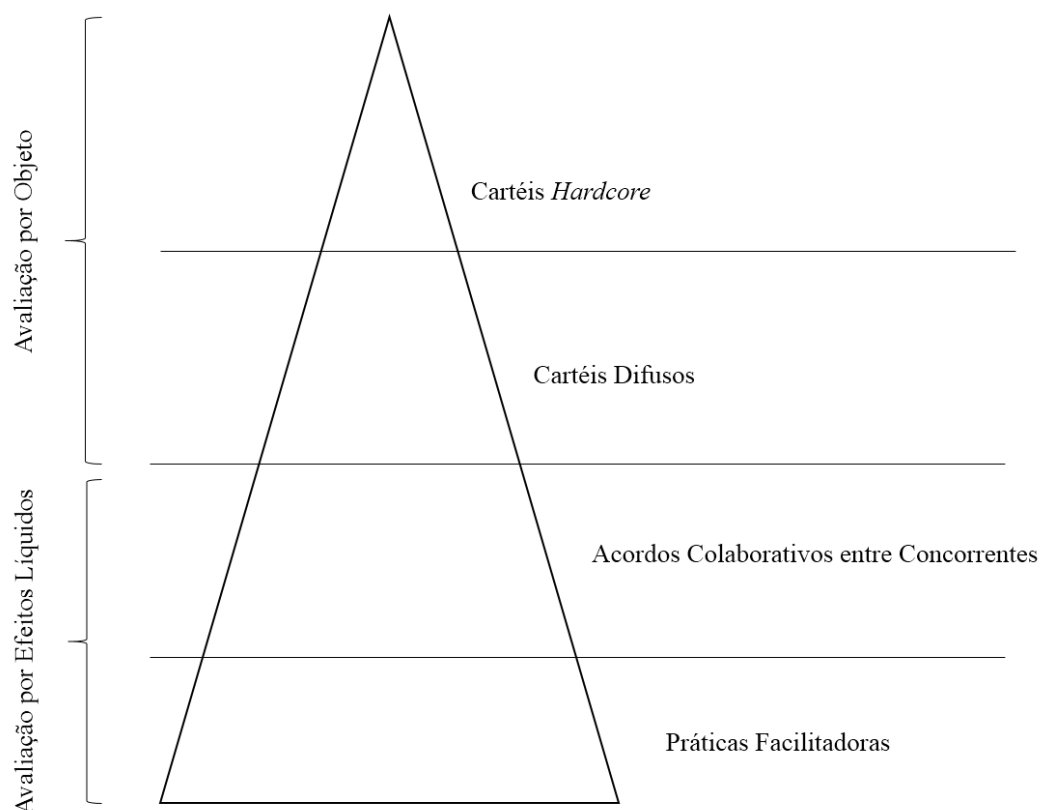 Avaliação por Objeto
Cartéis Hardcore
Cartéis Difusos
Avaliação por Efeitos Líquidos
Acordos Colaborativos entre Concorrentes
Práticas Facilitadoras